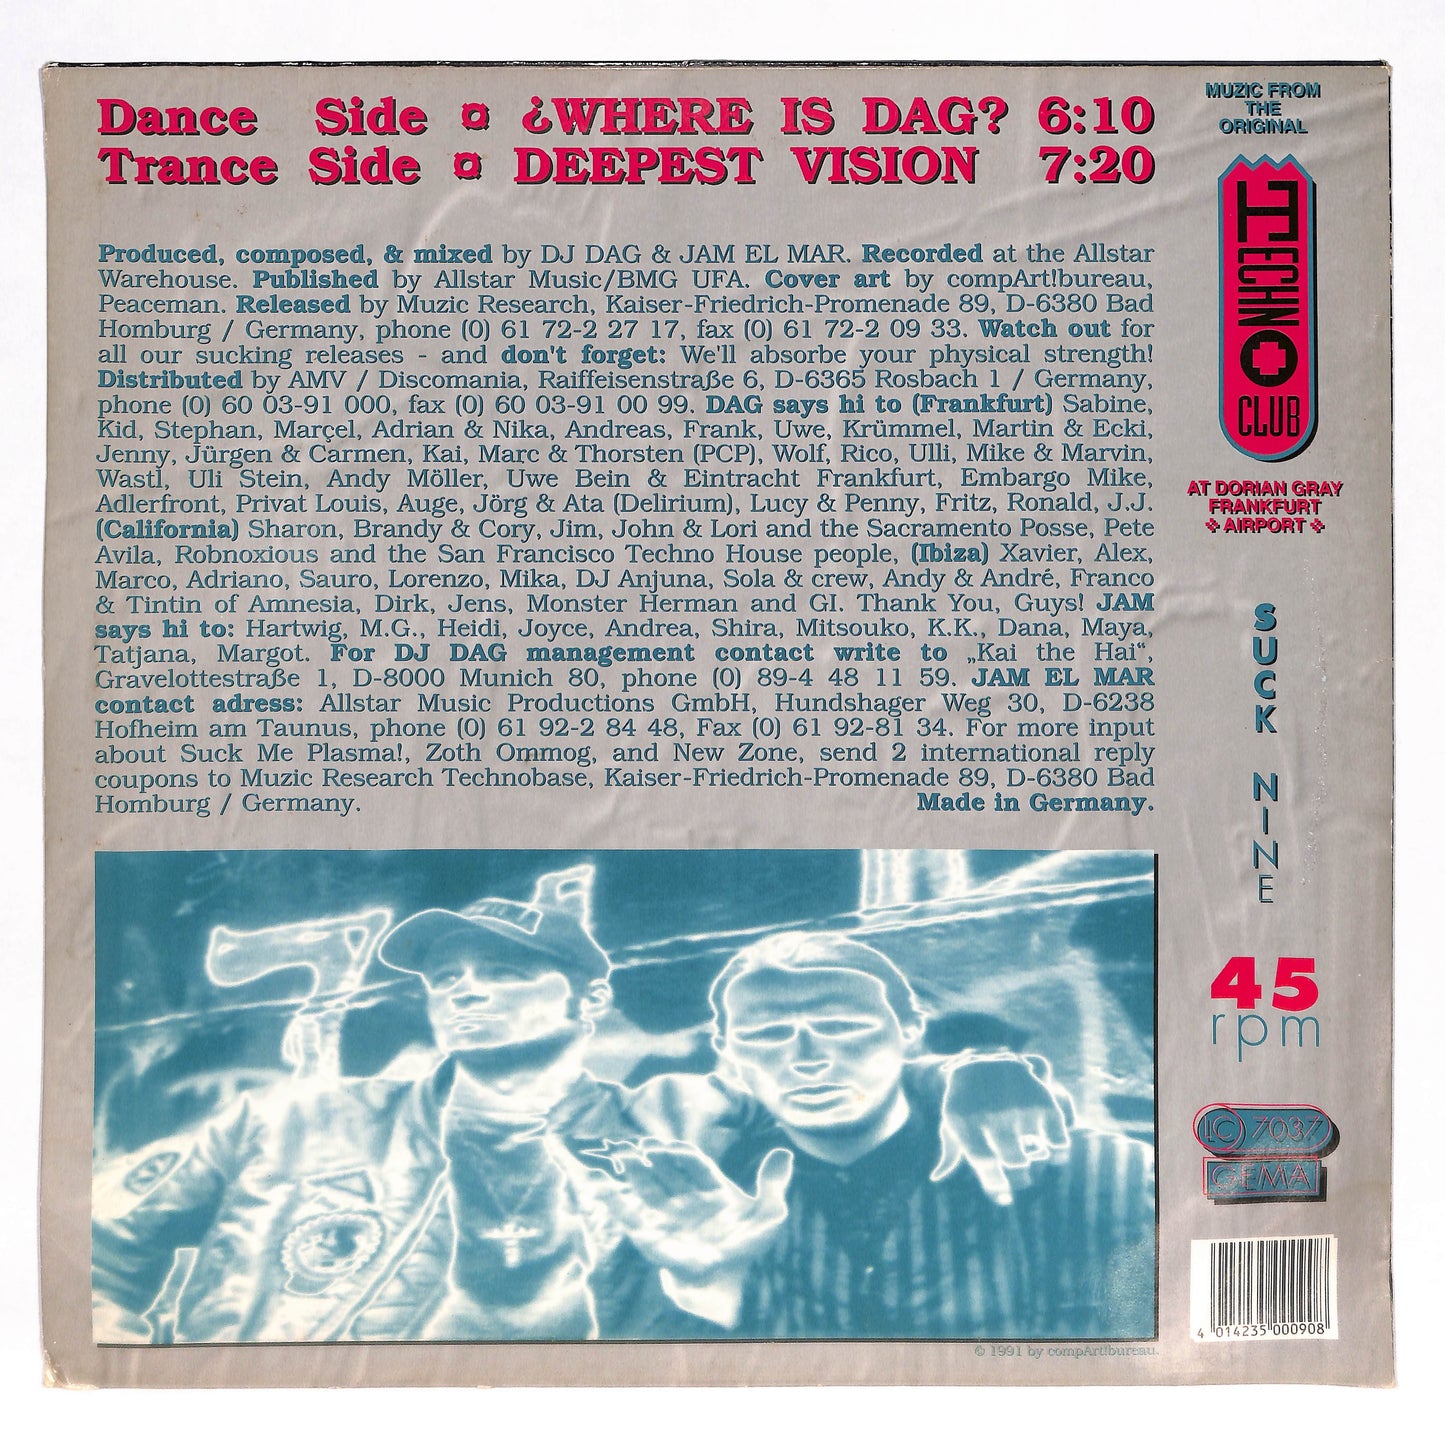 Dance Side ¤ ¿WHERE IS DAG? 6:10
Trance Side ¤ DEEPEST VISION 7:20
Produced, composed, & mixed by DJ DAG & JAM EL MAR. Recorded at the Allstar
Warehouse. Published by Allstar Music/BMG UFA. Cover art by compArt!bureau,
Peaceman. Released by Muzic Research, Kaiser-Friedrich-Promenade 89, D-6380 Bad
Homburg / Germany, phone (0) 61 72-2 27 17, fax (0) 61 72-2 09 33. Watch out for
all our sucking releases - and don't forget: We'll absorbe your physical strength!
Distributed by AMV / Discomania, Raiffeisenstraße 6, D-6365 Rosbach 1 / Germany,
phone (0) 60 03-91 000, fax (0) 60 03-91 00 99. DAG says hi to (Frankfurt) Sabine,
Kid, Stephan, Marçel, Adrian & Nika, Andreas, Frank, Uwe, Krümmel, Martin & Ecki,
Jenny, Jürgen & Carmen, Kai, Marc & Thorsten (PCP), Wolf, Rico, Ulli, Mike & Marvin,
Wastl, Uli Stein, Andy Möller, Uwe Bein & Eintracht Frankfurt, Embargo Mike,
Adlerfront, Privat Louis, Auge, Jörg & Ata (Delirium), Lucy & Penny, Fritz, Ronald, J.J.
(California) Sharon, Brandy & Cory, Jim, John & Lori and the Sacramento Posse, Pete
Avila, Robnoxious and the San Francisco Techno House people, (Ibiza) Xavier, Alex,
Marco, Adriano, Sauro, Lorenzo, Mika, DJ Anjuna, Sola & crew, Andy & André, Franco
& Tintin of Amnesia, Dirk, Jens, Monster Herman and GI. Thank You, Guys! JAM
says hi to: Hartwig, M.G., Heidi, Joyce, Andrea, Shira, Mitsouko, K.K., Dana, Maya,
Tatjana, Margot. For DJ DAG management contact write to „Kai the Hai“,
Gravelottestraße 1, D-8000 Munich 80, phone (0) 89-4 48 11 59. JAM EL MAR
contact adress: Allstar Music Productions GmbH, Hundshager Weg 30, D-6238
Hofheim am Taunus, phone (0) 61 92-2 84 48, Fax (0) 61 92-81 34. For more input
about Suck Me Plasma!, Zoth Ommog, and New Zone, send 2 international reply
coupons to Muzic Research Technobase, Kaiser-Friedrich-Promenade 89, D-6380 Bad
Homburg / Germany. Made in Germany.
© 1991 by compArt!bureau.
MUZIC FROM
THE
ORIGINAL
TECHNO
CLUB
AT DORIAN GRAY
FRANKFURT
✢ AIRPORT ✢
SUCK NINE
45
rpm
LC 7037
GEMA
4 014235 000908